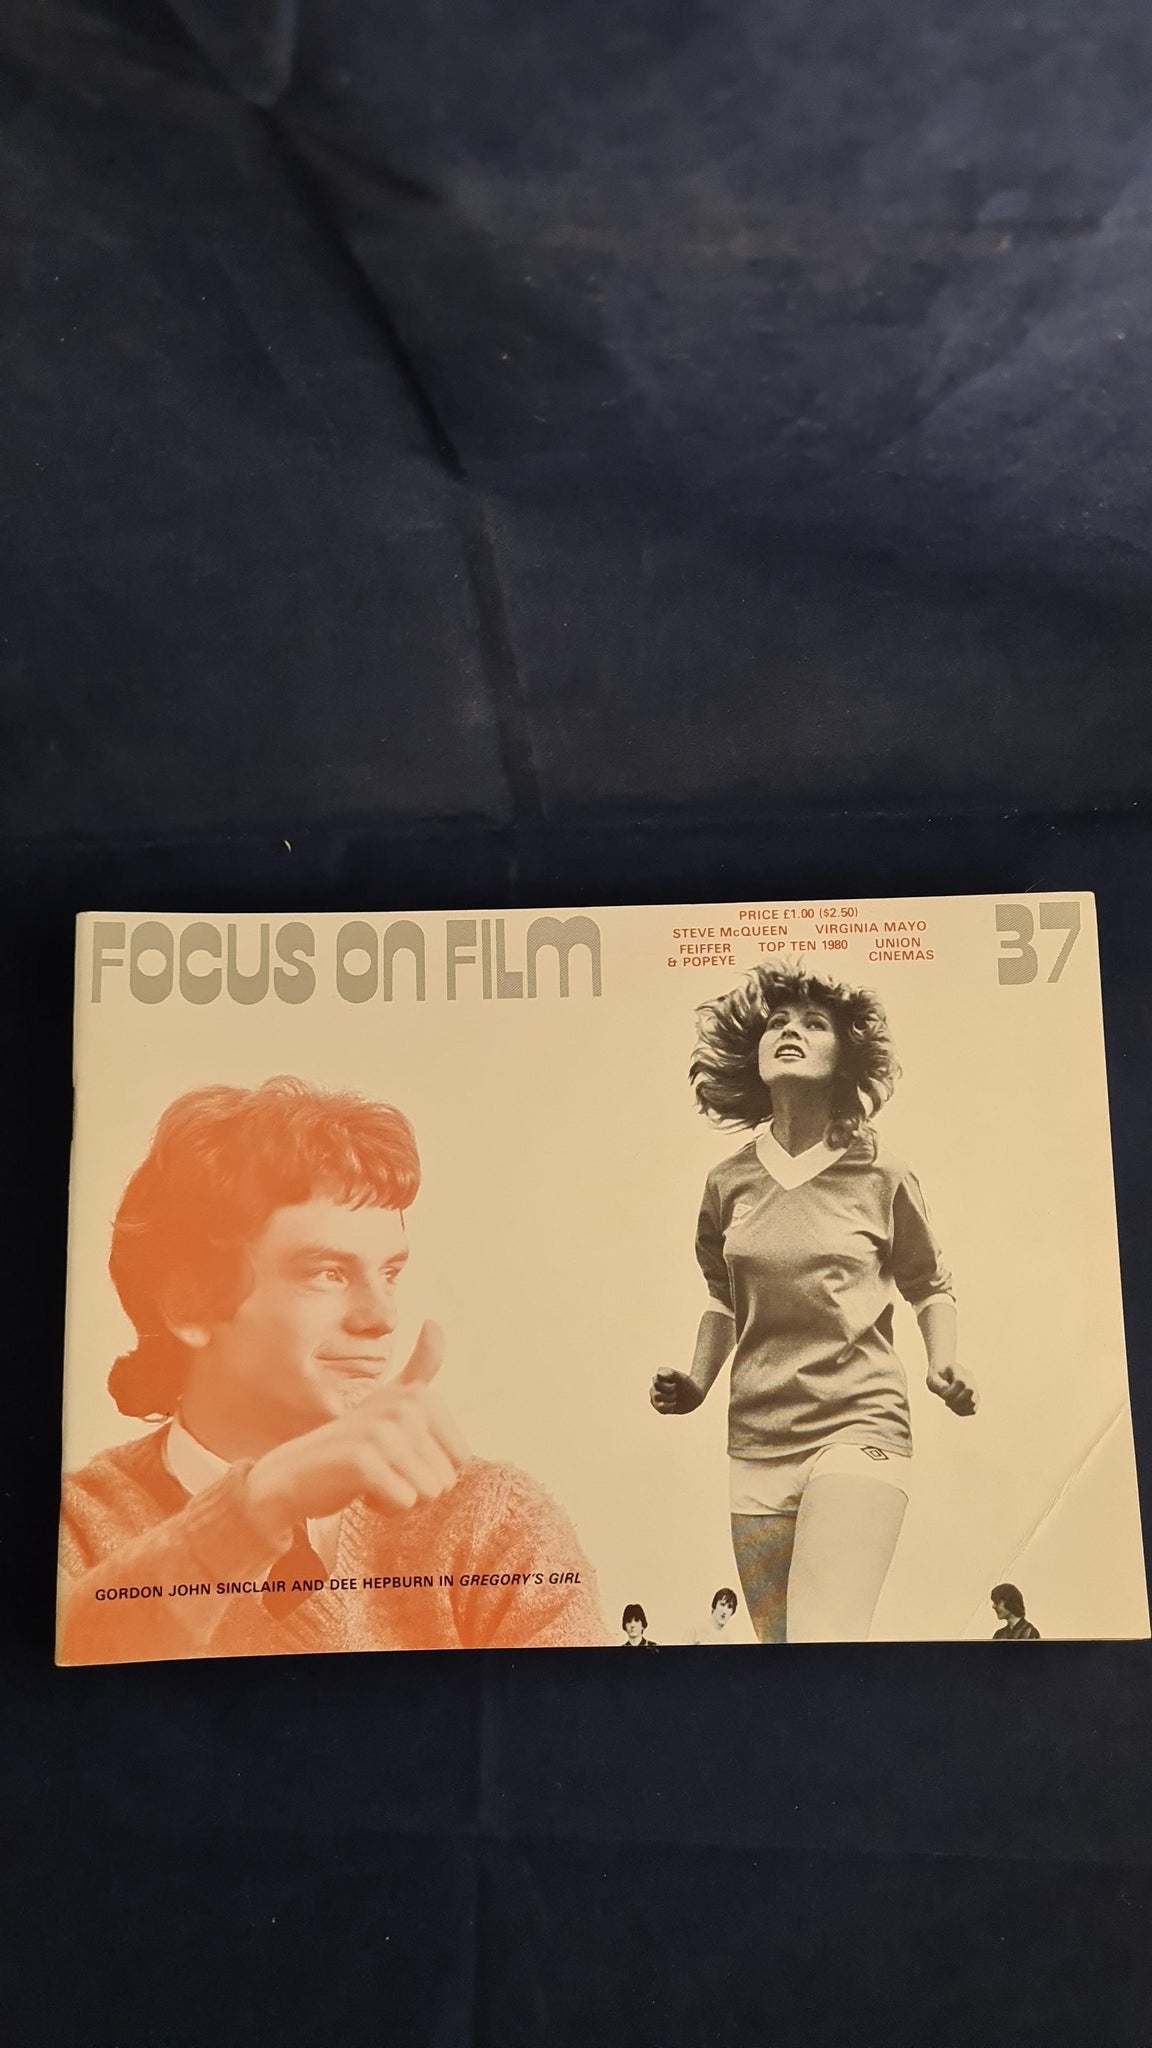 FOCUS ON FILM
PRICE £1.00 ($2.50)
STEVE McQUEEN VIRGINIA MAYO
FEIFFER TOP TEN 1980 UNION
& POPEYE CINEMAS
37
GORDON JOHN SINCLAIR AND DEE HEPBURN IN GREGORY'S GIRL